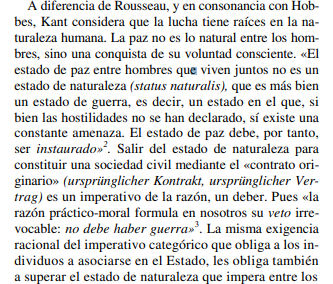 A diferencia de Rousseau, y en consonancia con Hob-
bes, Kant considera que la lucha tiene raíces en la na-
turaleza humana. La paz no es lo natural entre los hom-
bres, sino una conquista de su voluntad consciente. «El
estado de paz entre hombres que viven juntos no es un
estado de naturaleza (status naturalis), que es más bien
un estado de guerra, es decir, un estado en el que, si
bien las hostilidades no se han declarado, sí existe una
constante amenaza. El estado de paz debe, por tanto,
ser instaurado»². Salir del estado de naturaleza para
constituir una sociedad civil mediante el «contrato ori-
ginario» (ursprünglicher Kontrakt, ursprünglicher Ver-
trag) es un imperativo de la razón, un deber. Pues «la
razón práctico-moral formula en nosotros su veto irre-
vocable: no debe haber guerra»³. La misma exigencia
racional del imperativo categórico que obliga a los in-
dividuos a asociarse en el Estado, les obliga también
a superar el estado de naturaleza que impera entre los